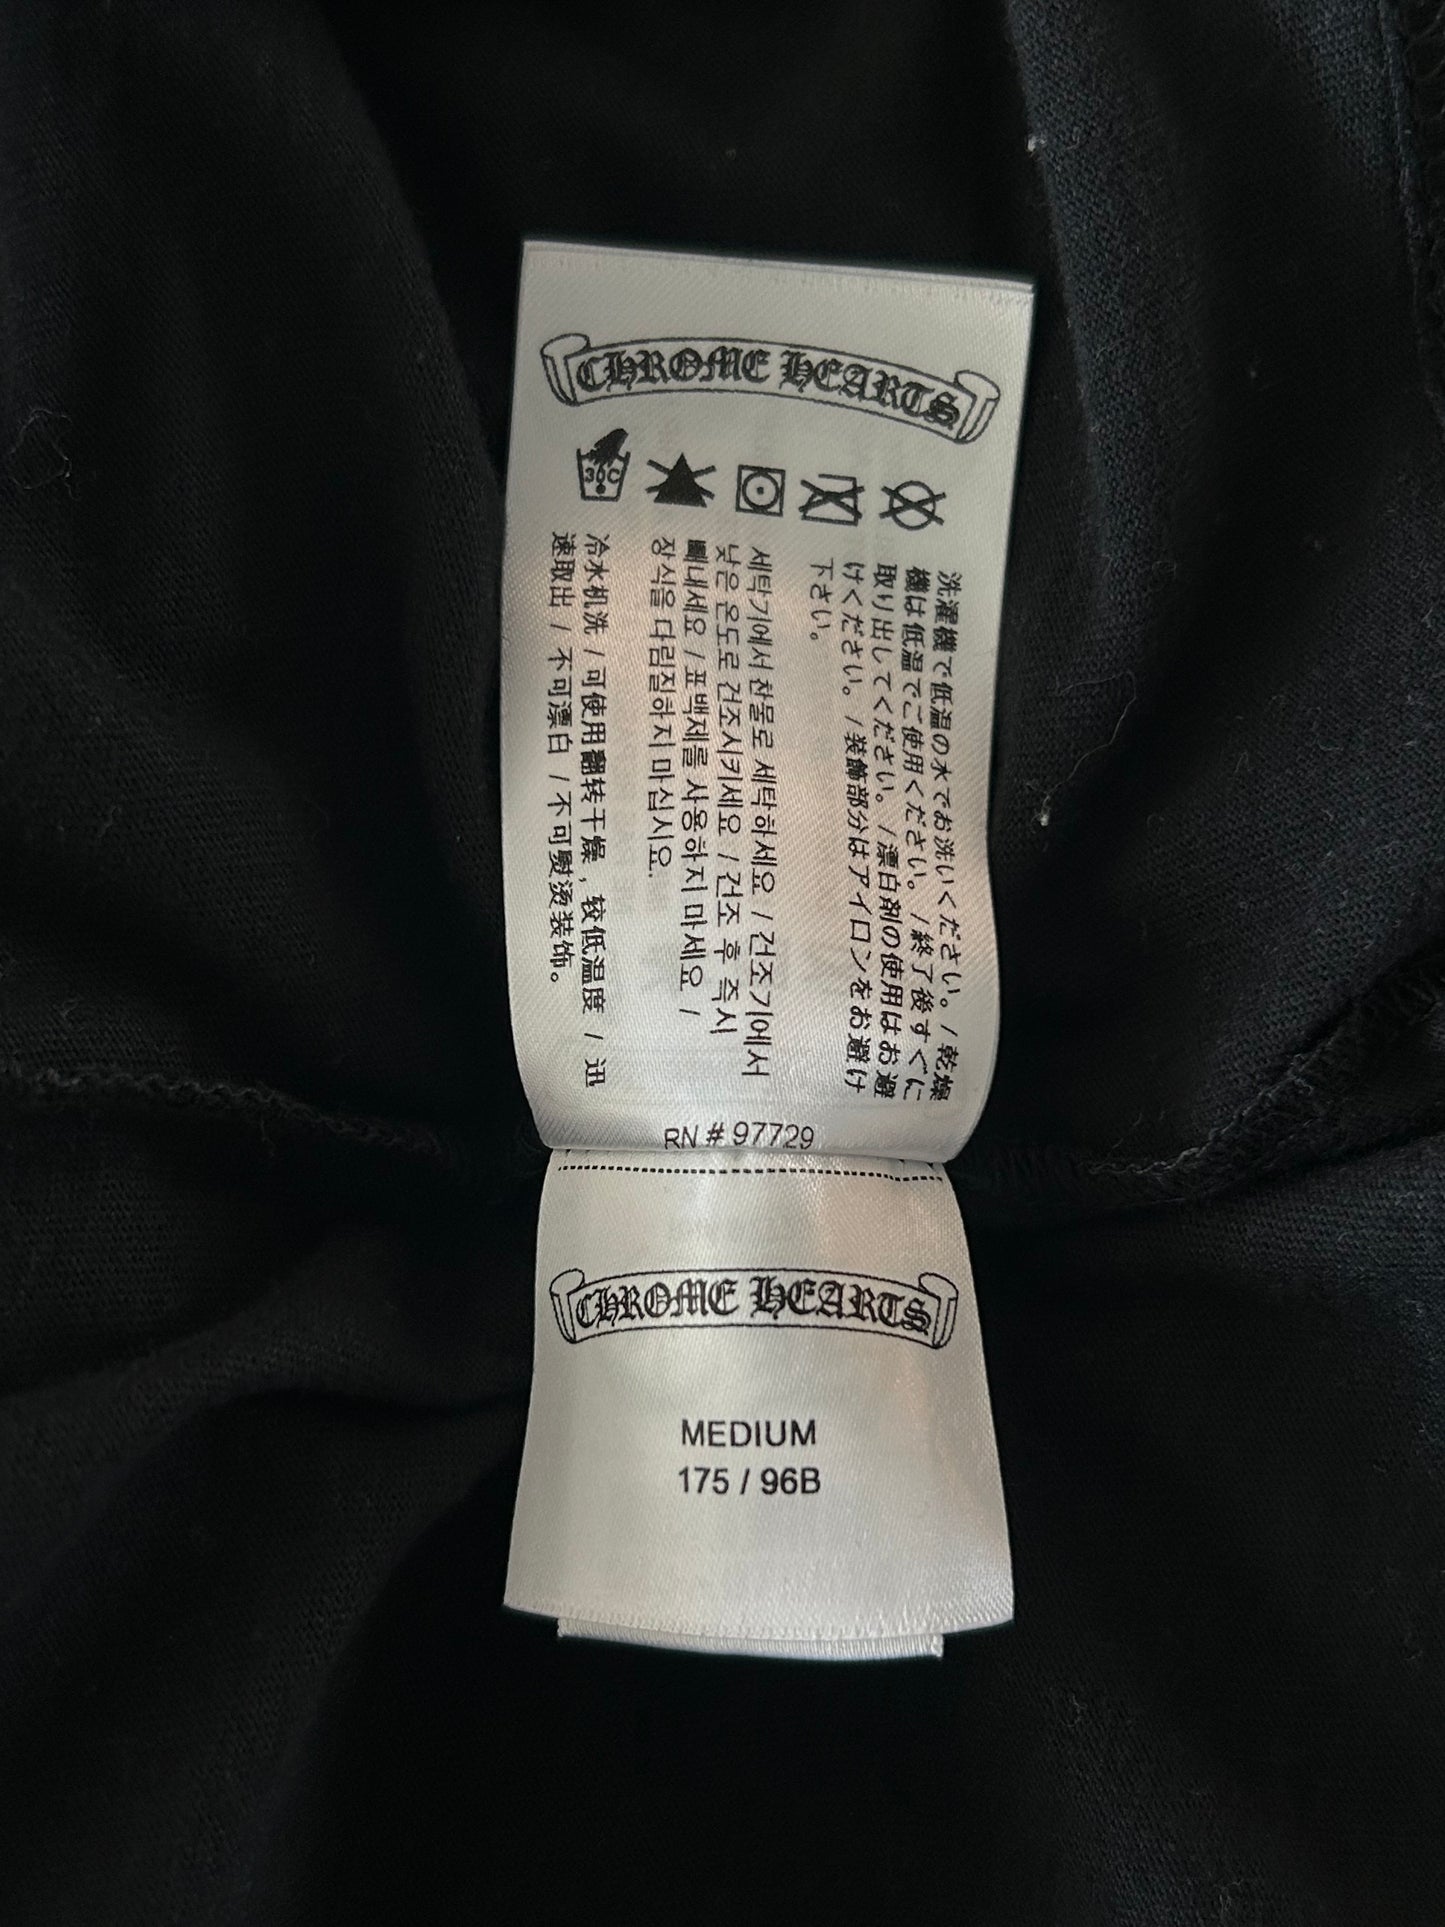 CHROME HEARTS
30C
洗濯機で低温の水でお洗いください。/乾燥
機は低温でご使用ください。/終了後すぐに
取り出してください。/漂白剤の使用はお避
けください。/装飾部分はアイロンをお避け
下さい。
세탁기에서 찬물로 세탁하세요 / 건조기에서
낮은 온도로 건조시키세요 / 건조 후 즉시
빼내세요 / 표백제를 사용하지 마세요 /
장식을 다림질하지 마십시오.
冷水机洗 / 可使用翻转干燥，较低温度 / 迅
速取出 / 不可漂白 / 不可熨烫装饰。
RN # 97729
CHROME HEARTS
MEDIUM
175 / 96B